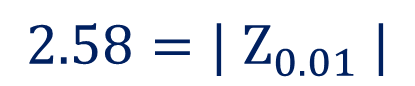 2.58 = | Z₀.₀₁ |